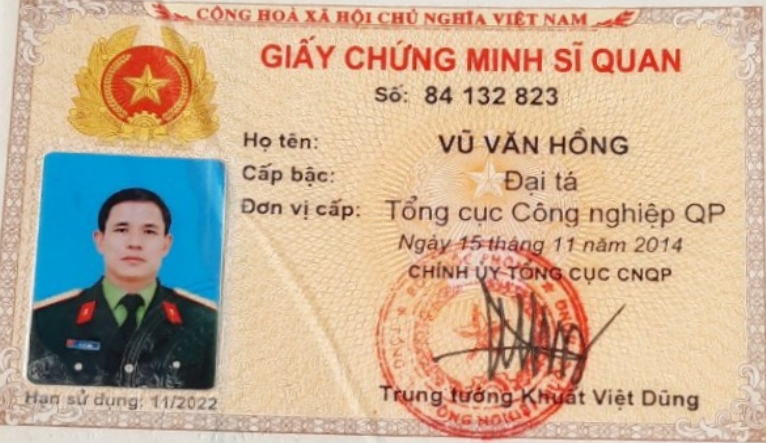 CỘNG HOÀ XÃ HỘI CHỦ NGHĨA VIỆT NAM
GIẤY CHỨNG MINH SĨ QUAN
Số: 84 132 823
Họ tên: VŨ VĂN HỒNG
Cấp bậc: Đại tá
Đơn vị cấp: Tổng cục Công nghiệp QP
Ngày 15 tháng 11 năm 2014
CHÍNH ỦY TỔNG CỤC CNQP
Trung tướng Khuất Việt Dũng
Hạn sử dụng: 11/2022